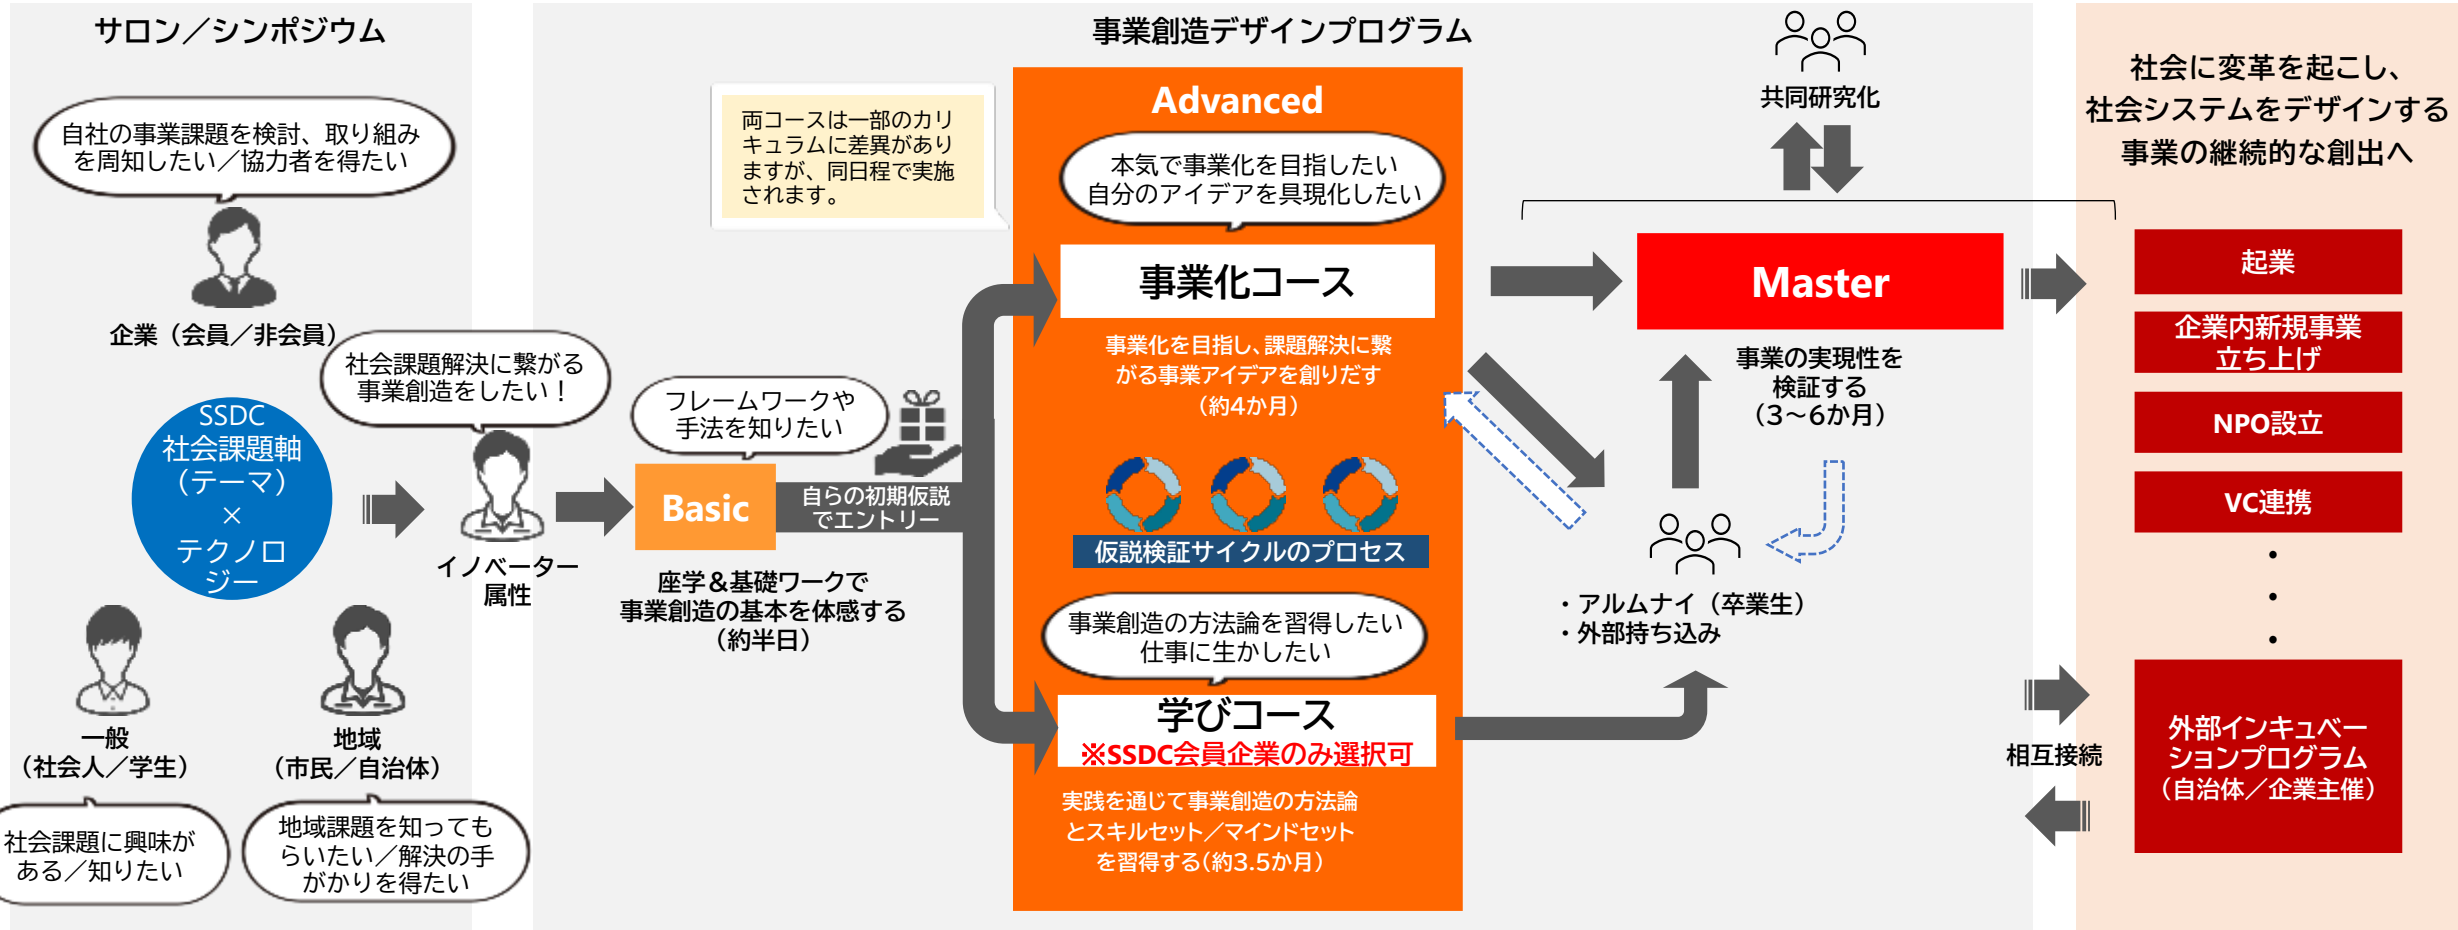 サロン／シンポジウム
自社の事業課題を検討、取り組み
を周知したい／協力者を得たい
企業（会員／非会員）
社会課題解決に繋がる
事業創造をしたい！
SSDC
社会課題軸
（テーマ）
×
テクノロ
ジー
イノベーター
属性
一般
（社会人／学生）
地域
（市民／自治体）
社会課題に興味が
ある／知りたい
地域課題を知っても
らいたい／解決の手
がかりを得たい
事業創造デザインプログラム
両コースは一部のカリ
キュラムに差異があり
ますが、同日程で実施
されます。
フレームワークや
手法を知りたい
Basic
自らの初期仮説
でエントリー
座学＆基礎ワークで
事業創造の基本を体感する
（約半日）
Advanced
本気で事業化を目指したい
自分のアイデアを具現化したい
事業化コース
事業化を目指し、課題解決に繋
がる事業アイデアを創りだす
（約4か月）
仮説検証サイクルのプロセス
事業創造の方法論を習得したい
仕事に生かしたい
学びコース
※SSDC会員企業のみ選択可
実践を通じて事業創造の方法論
とスキルセット／マインドセット
を習得する（約3.5か月）
共同研究化
Master
事業の実現性を
検証する
（3～6か月）
・アルムナイ（卒業生）
・外部持ち込み
相互接続
社会に変革を起こし、
社会システムをデザインする
事業の継続的な創出へ
起業
企業内新規事業
立ち上げ
NPO設立
VC連携
・
・
・
外部インキュベー
ションプログラム
（自治体／企業主催）